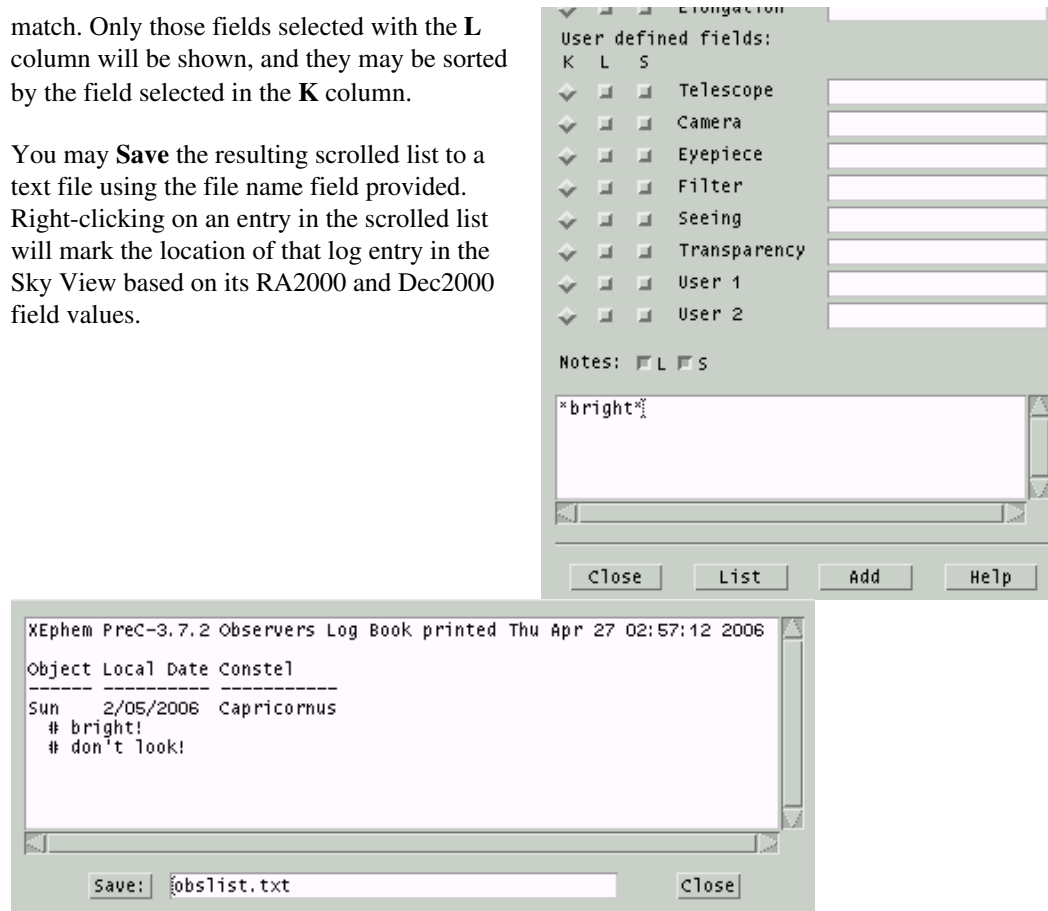 match. Only those fields selected with the L
column will be shown, and they may be sorted
by the field selected in the K column.
You may Save the resulting scrolled list to a
text file using the file name field provided.
Right-clicking on an entry in the scrolled list
will mark the location of that log entry in the
Sky View based on its RA2000 and Dec2000
field values.
Elongation
User defined fields:
K L S
Telescope
Camera
Eyepiece
Filter
Seeing
Transparency
User 1
User 2
Notes: L S
*bright*
Close List Add Help
XEphem PreC-3.7.2 Observers Log Book printed Thu Apr 27 02:57:12 2006
Object Local Date Constel
------ ---------- -----------
Sun 2/05/2006 Capricornus
# bright!
# don't look!
Save: obslist.txt Close